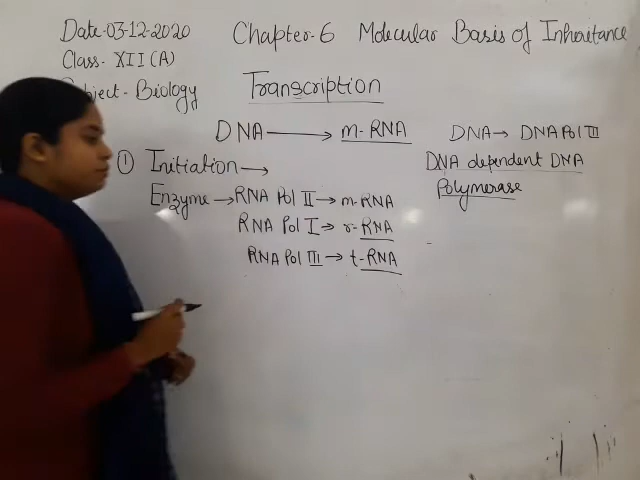 Date-03-12-2020
Chapter-6 Molecular Basis of Inheritance
Class- XII(A)
Subject- Biology
Transcription
DNA → m-RNA
DNA → DNA Pol III
DNA dependent DNA
Polymerase
① Initiation →
Enzyme → RNA Pol II → m-RNA
RNA Pol I → r-RNA
RNA Pol III → t-RNA